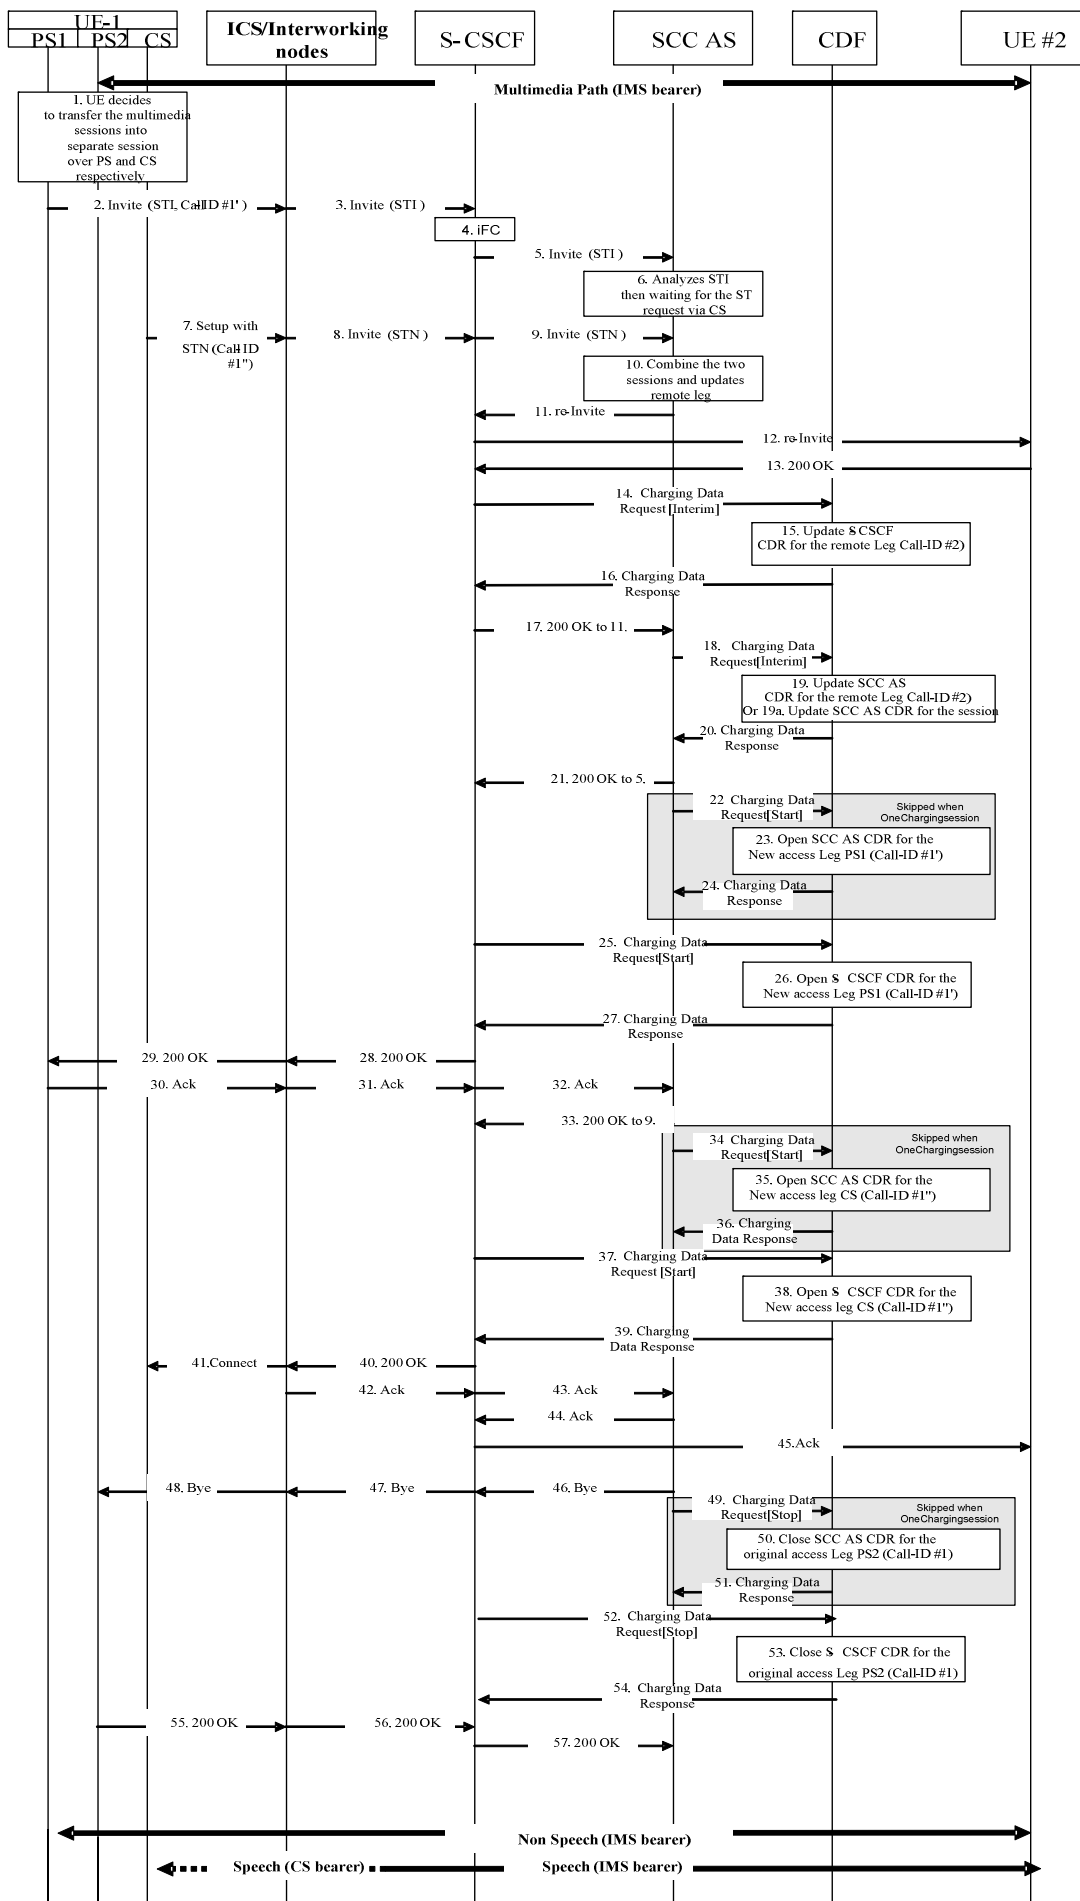 UE-1
PS1 PS2 CS
ICS/Interworking
nodes
S-CSCF
SCC AS
CDF
UE #2
Multimedia Path (IMS bearer)
1. UE decides
to transfer the multimedia
sessions into
separate session
over PS and CS
respectively
2. Invite (STI, Call-ID #1')
3. Invite (STI)
4. iFC
5. Invite (STI)
6. Analyzes STI
then waiting for the ST
request via CS
7. Setup with
STN (Call-ID
#1")
8. Invite (STN)
9. Invite (STN)
10. Combine the two
sessions and updates
remote leg
11. re-Invite
12. re-Invite
13. 200 OK
14. Charging Data
Request[Interim]
15. Update S-CSCF
CDR for the remote Leg Call-ID #2)
16. Charging Data
Response
17. 200 OK to 11.
18. Charging Data
Request[Interim]
19. Update SCC AS
CDR for the remote Leg Call-ID #2)
Or 19a. Update SCC AS CDR for the session
20. Charging Data
Response
21. 200 OK to 5.
22 Charging Data
Request[Start]
Skipped when
OneChargingsession
23. Open SCC AS CDR for the
New access Leg PS1 (Call-ID #1')
24. Charging Data
Response
25. Charging Data
Request[Start]
26. Open S- CSCF CDR for the
New access Leg PS1 (Call-ID #1')
27. Charging Data
Response
29. 200 OK
28. 200 OK
30. Ack
31. Ack
32. Ack
33. 200 OK to 9.
34 Charging Data
Request[Start]
Skipped when
OneChargingsession
35. Open SCC AS CDR for the
New access leg CS (Call-ID #1")
36. Charging
Data Response
37. Charging Data
Request [Start]
38. Open S- CSCF CDR for the
New access leg CS (Call-ID #1")
39. Charging
Data Response
41.Connect
40. 200 OK
42. Ack
43. Ack
44. Ack
45.Ack
48. Bye
47. Bye
46. Bye
49. Charging Data
Request[Stop]
Skipped when
OneChargingsession
50. Close SCC AS CDR for the
original access Leg PS2 (Call-ID #1)
51. Charging Data
Response
52. Charging Data
Request[Stop]
53. Close S- CSCF CDR for the
original access Leg PS2 (Call-ID #1)
54. Charging Data
Response
55. 200 OK
56. 200 OK
57. 200 OK
Non Speech (IMS bearer)
Speech (CS bearer)
Speech (IMS bearer)